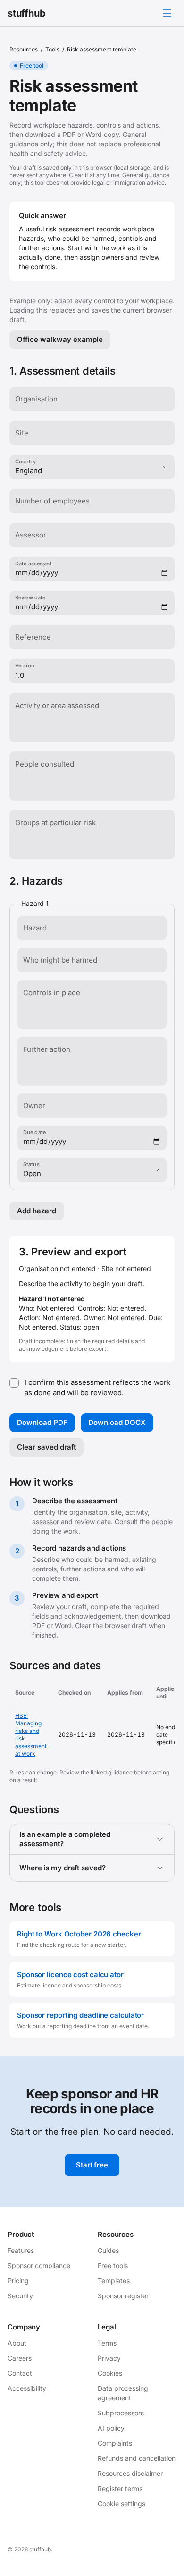 stuffhub
Resources / Tools / Risk assessment template
Free tool
Risk assessment
template
Record workplace hazards, controls and actions,
then download a PDF or Word copy. General
guidance only; this does not replace professional
health and safety advice.
Your draft is saved only in this browser (local storage) and is
never sent anywhere. Clear it at any time. General guidance
only; this tool does not provide legal or immigration advice.
Quick answer
A useful risk assessment records workplace
hazards, who could be harmed, controls and
further actions. Start with the work as it is
actually done, then assign owners and review
the controls.
Example only: adapt every control to your workplace.
Loading this replaces and saves the current browser
draft.
Office walkway example
1. Assessment details
Organisation
Site
Country
England
Number of employees
Assessor
Date assessed
mm/dd/yyyy
Review date
mm/dd/yyyy
Reference
Version
1.0
Activity or area assessed
People consulted
Groups at particular risk
2. Hazards
Hazard 1
Hazard
Who might be harmed
Controls in place
Further action
Owner
Due date
mm/dd/yyyy
Status
Open
Add hazard
3. Preview and export
Organisation not entered · Site not entered
Describe the activity to begin your draft.
Hazard 1 not entered
Who: Not entered. Controls: Not entered.
Action: Not entered. Owner: Not entered. Due:
Not entered. Status: open.
Draft incomplete: finish the required details and
acknowledgement before export.
I confirm this assessment reflects the work
as done and will be reviewed.
Download PDF
Download DOCX
Clear saved draft
How it works
1
Describe the assessment
Identify the organisation, site, activity,
assessor and review date. Consult the people
doing the work.
2
Record hazards and actions
Describe who could be harmed, existing
controls, further actions and who will
complete them.
3
Preview and export
Review your draft, complete the required
fields and acknowledgement, then download
PDF or Word. Clear the browser draft when
finished.
Sources and dates
Source Checked on Applies from Applie
until
HSE:
Managing
risks and
risk
assessment
at work
2026-11-13
2026-11-13
No end
date
specifie
Rules can change. Review the linked guidance before acting
on a result.
Questions
Is an example a completed
assessment?
Where is my draft saved?
More tools
Right to Work October 2026 checker
Find the checking route for a new starter.
Sponsor licence cost calculator
Estimate licence and sponsorship costs.
Sponsor reporting deadline calculator
Work out a reporting deadline from an event date.
Keep sponsor and HR
records in one place
Start on the free plan. No card needed.
Start free
Product
Features
Sponsor compliance
Pricing
Security
Resources
Guides
Free tools
Templates
Sponsor register
Company
About
Careers
Contact
Accessibility
Legal
Terms
Privacy
Cookies
Data processing
agreement
Subprocessors
AI policy
Complaints
Refunds and cancellation
Resources disclaimer
Register terms
Cookie settings
© 2026 stuffhub.